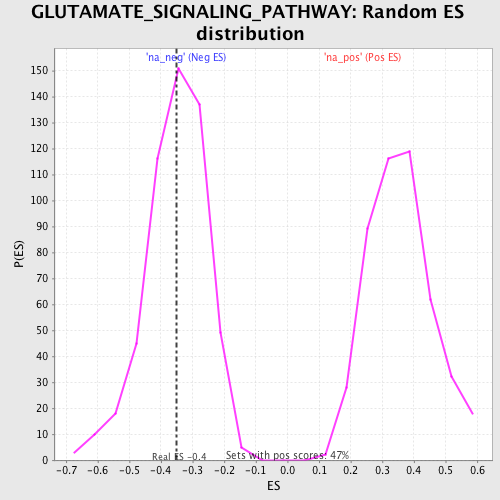 GLUTAMATE_SIGNALING_PATHWAY: Random ES
distribution
'na_neg' (Neg ES)
'na_pos' (Pos ES)
150
140
130
120
110
100
90
80
70
60
50
40
30
20
10
0
P(ES)
Real ES -0.4
Sets with pos scores: 47%
-0.7 -0.6 -0.5 -0.4 -0.3 -0.2 -0.1 0.0 0.1 0.2 0.3 0.4 0.5 0.6
ES